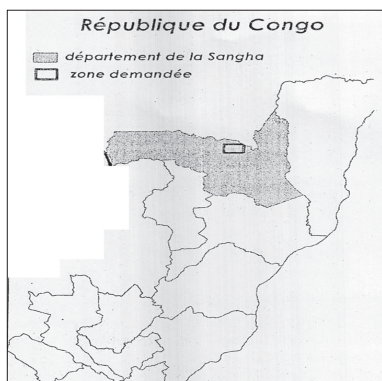 République du Congo
département de la Sangha
zone demandée